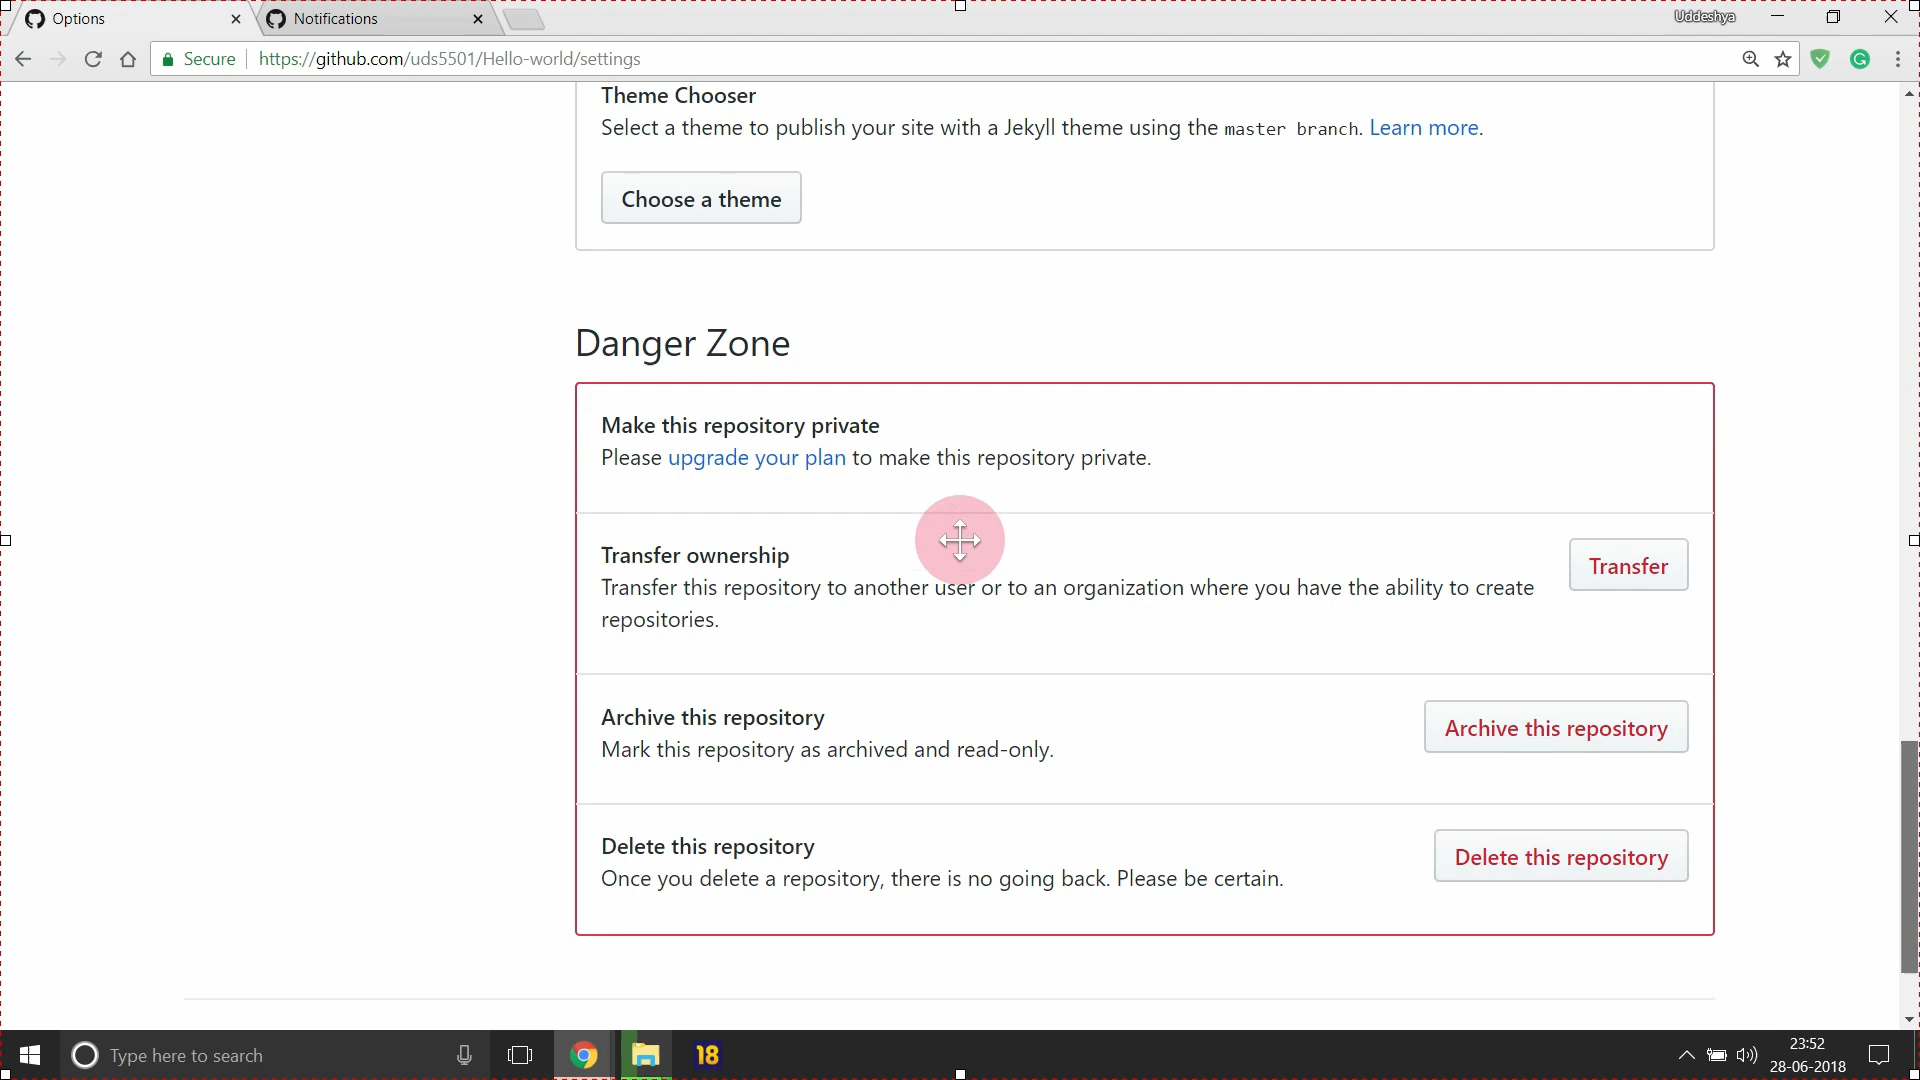 Options
Notifications
Uddeshya
Secure
https://github.com/uds5501/Hello-world/settings
Theme Chooser
Select a theme to publish your site with a Jekyll theme using the master branch. Learn more.
Choose a theme
Danger Zone
Make this repository private
Please upgrade your plan to make this repository private.
Transfer ownership
Transfer this repository to another user or to an organization where you have the ability to create
repositories.
Transfer
Archive this repository
Mark this repository as archived and read-only.
Archive this repository
Delete this repository
Once you delete a repository, there is no going back. Please be certain.
Delete this repository
Type here to search
18
23:52
28-06-2018